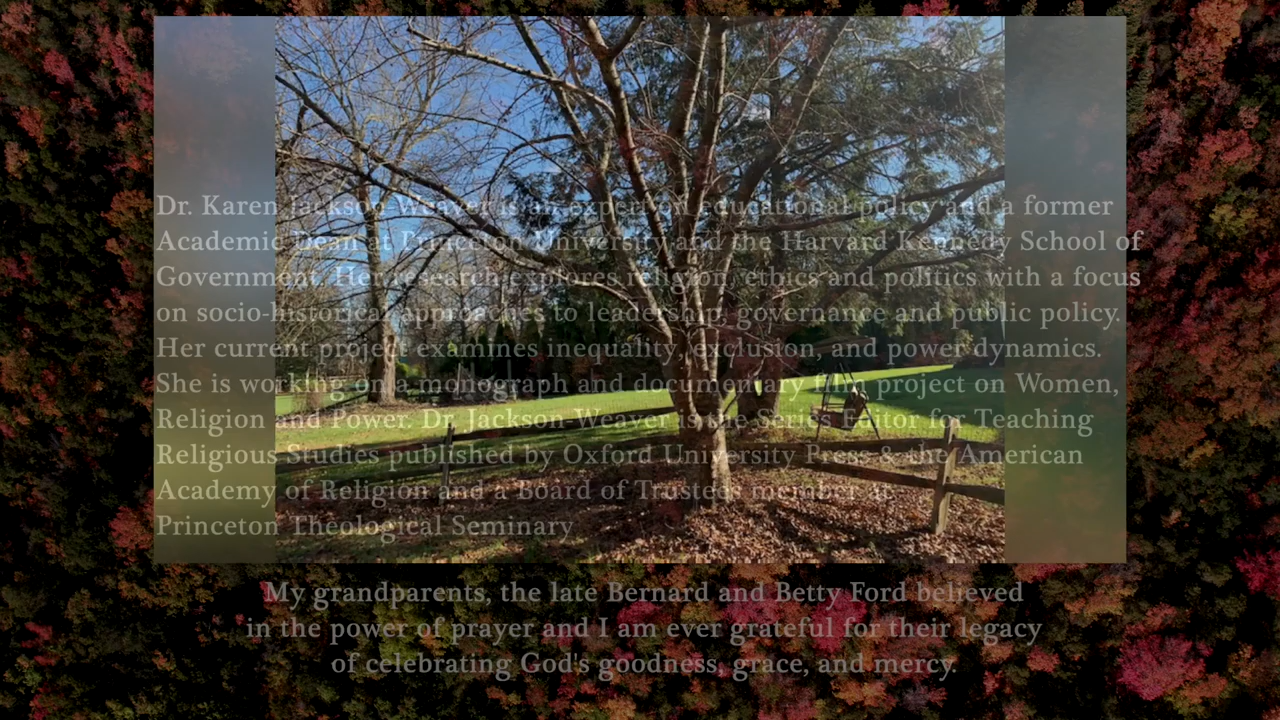 Dr. Karen Jackson-Weaver is an expert on educational policy and a former
Academic Dean at Princeton University and the Harvard Kennedy School of
Government. Her research explores religion, ethics and politics with a focus
on socio-historical approaches to leadership, governance and public policy.
Her current project examines inequality, exclusion, and power dynamics.
She is working on a monograph and documentary film project on Women,
Religion and Power. Dr. Jackson-Weaver is the Series Editor for Teaching
Religious Studies published by Oxford University Press & the American
Academy of Religion and a Board of Trustees member at
Princeton Theological Seminary
My grandparents, the late Bernard and Betty Ford believed
in the power of prayer and I am ever grateful for their legacy
of celebrating God's goodness, grace, and mercy.